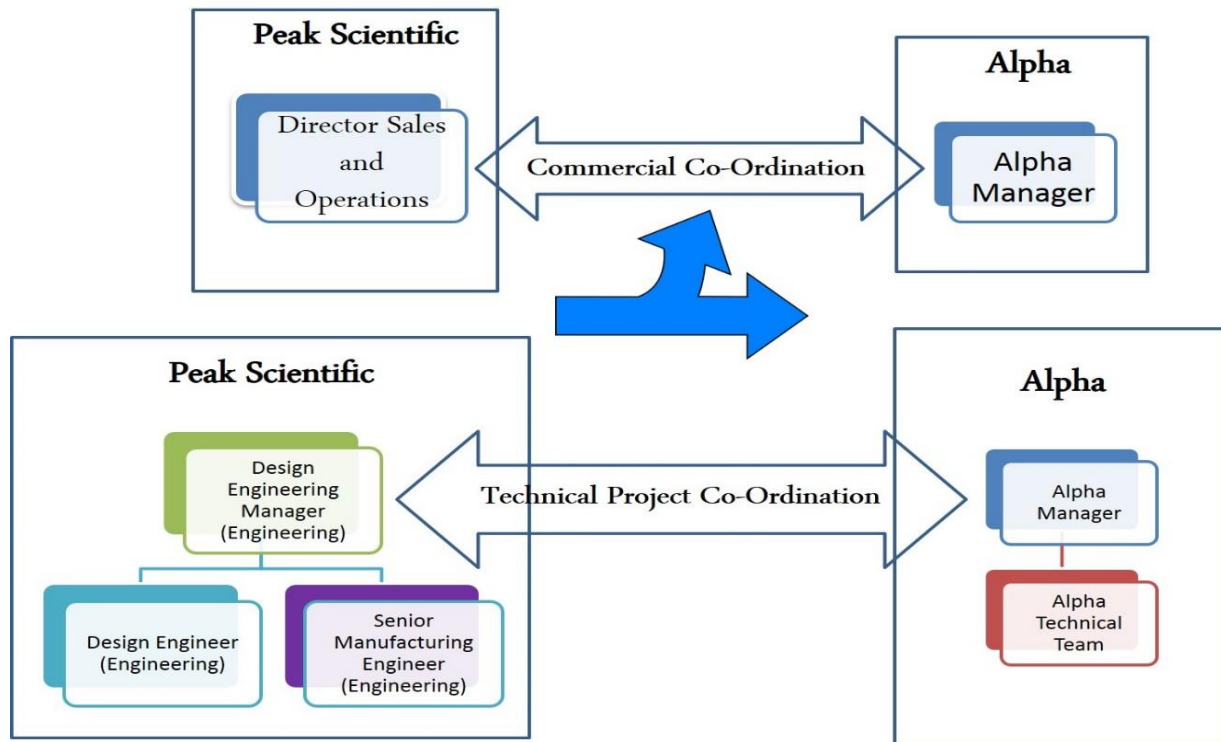 Peak Scientific
Director Sales
and
Operations
Commercial Co-Ordination
Alpha
Alpha
Manager
Peak Scientific
Design
Engineering
Manager
(Engineering)
Design Engineer
(Engineering)
Senior
Manufacturing
Engineer
(Engineering)
Technical Project Co-Ordination
Alpha
Alpha
Manager
Alpha
Technical
Team